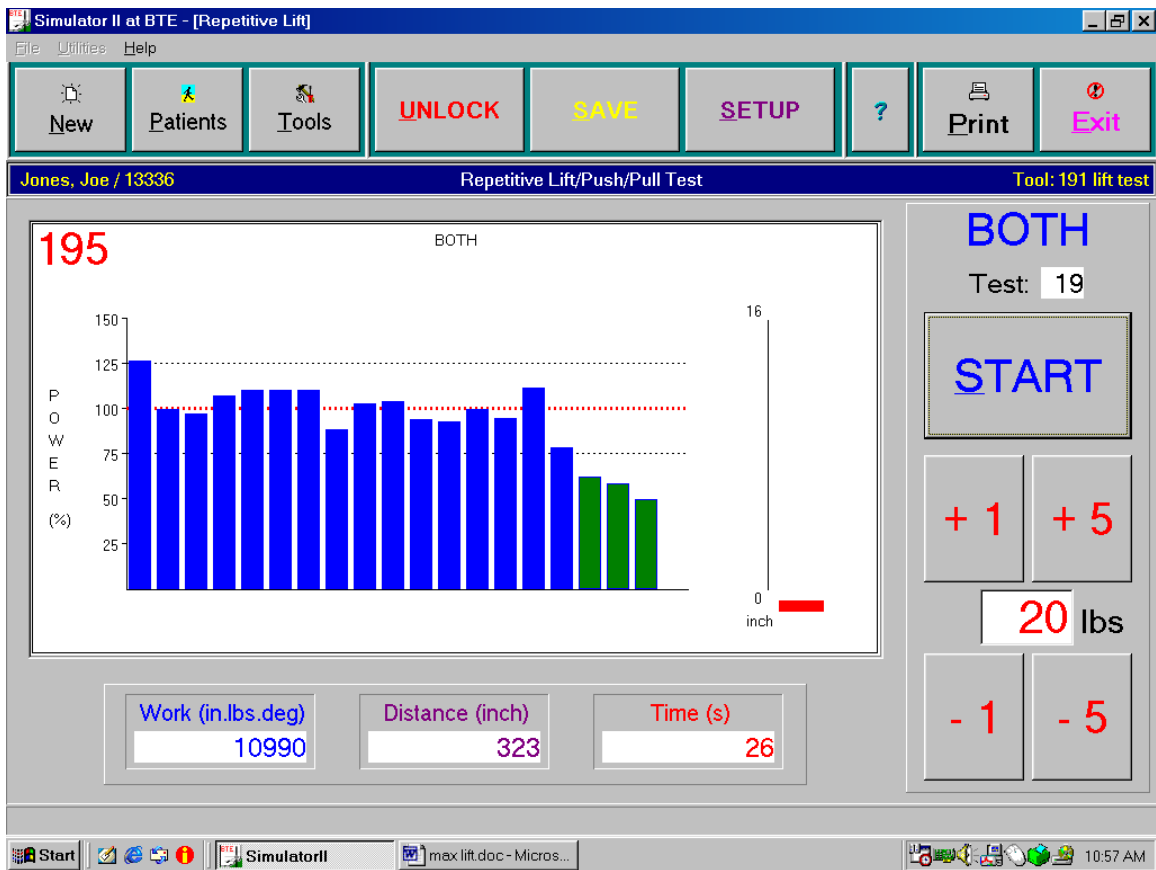 Simulator II at BTE - [Repetitive Lift]
File Utilities Help
New Patients Tools UNLOCK SAVE SETUP ? Print Exit
Jones, Joe / 13336 Repetitive Lift/Push/Pull Test Tool: 191 lift test
195
BOTH
150
125
100
75
50
25
POWER
(%)
16
0
inch
BOTH
Test: 19
START
+ 1 + 5
20 lbs
- 1 - 5
Work (in.lbs.deg) Distance (inch) Time (s)
10990 323 26
Start SimulatorII max lift.doc - Micros... 10:57 AM